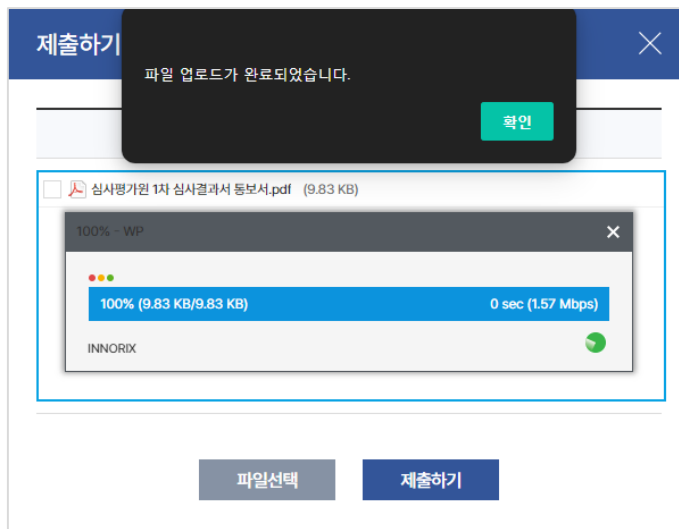 제출하기
파일 업로드가 완료되었습니다.
확인
심사평가원 1차 심사결과서 통보서.pdf (9.83 KB)
100% - WP
100% (9.83 KB/9.83 KB) 0 sec (1.57 Mbps)
INNORIX
파일선택 제출하기